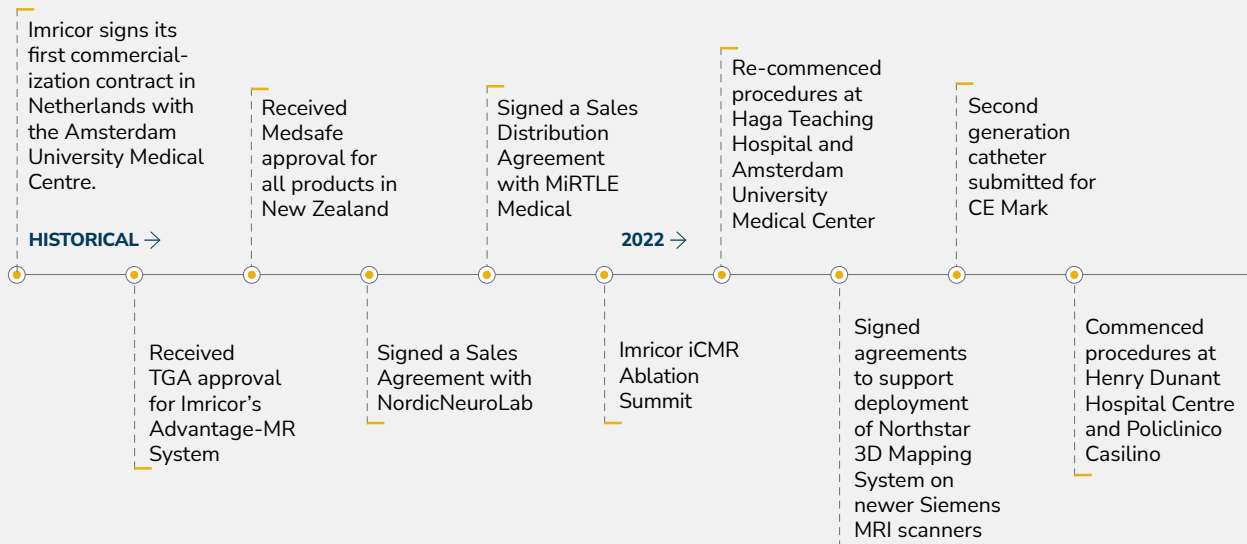 Imricor signs its
first commercial-
ization contract in
Netherlands with
the Amsterdam
University Medical
Centre.
HISTORICAL →
Received
TGA approval
for Imricor’s
Advantage-MR
System
Received
Medsafe
approval for
all products in
New Zealand
Signed a Sales
Agreement with
NordicNeuroLab
Signed a Sales
Distribution
Agreement
with MiRTLE
Medical
Imricor iCMR
Ablation
Summit
2022 →
Re-commenced
procedures at
Haga Teaching
Hospital and
Amsterdam
University
Medical Center
Signed
agreements
to support
deployment
of Northstar
3D Mapping
System on
newer Siemens
MRI scanners
Second
generation
catheter
submitted for
CE Mark
Commenced
procedures at
Henry Dunant
Hospital Centre
and Policlinico
Casilino